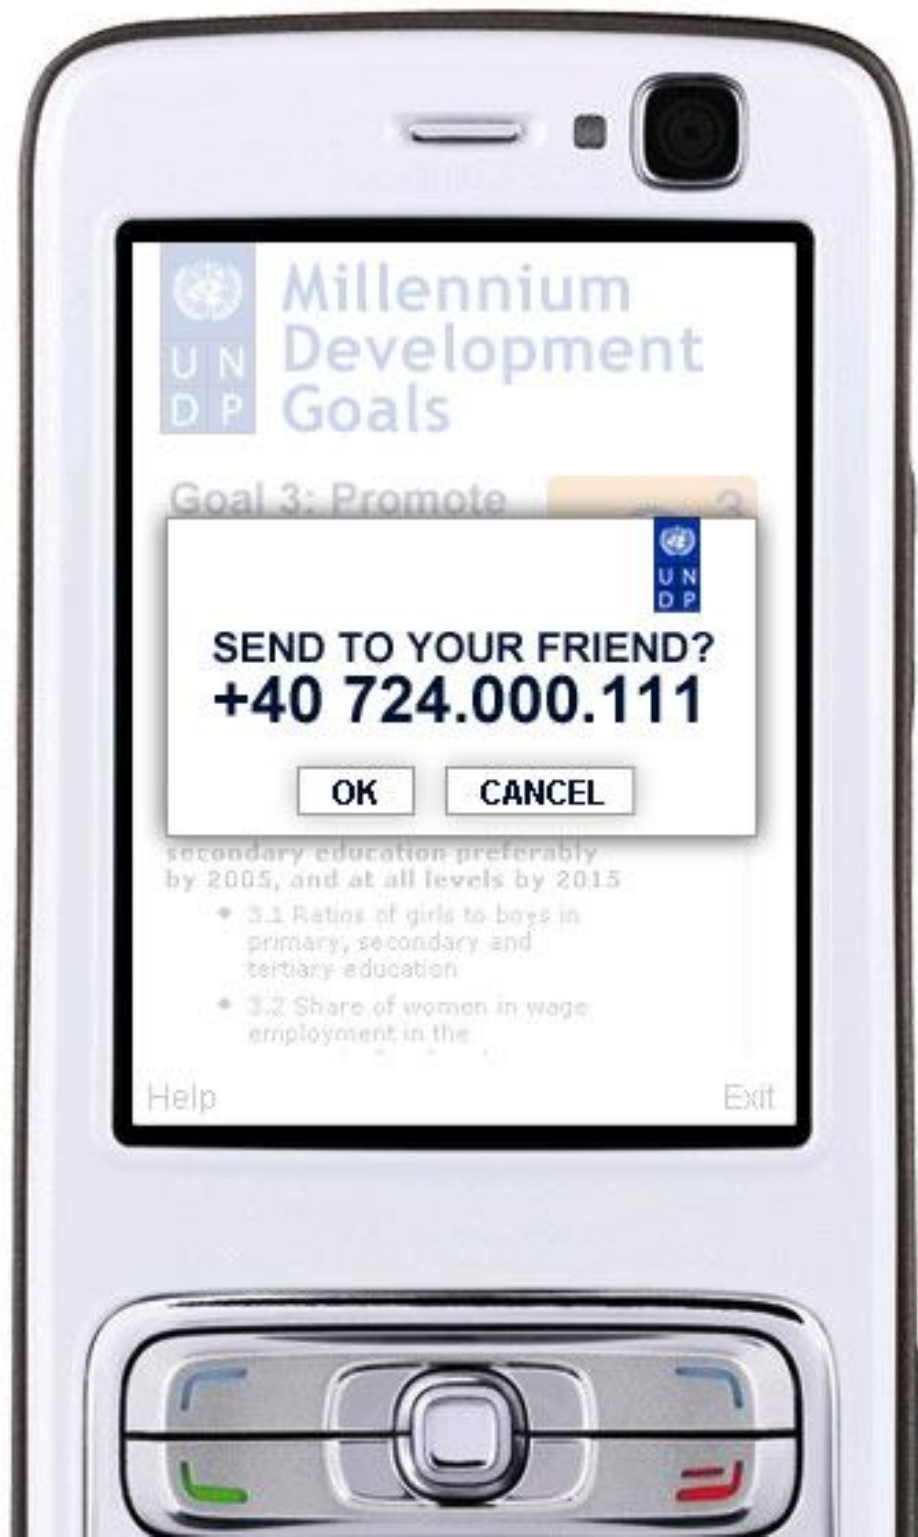 UN
DP
Millennium
Development
Goals
Goal 3: Promote
3
UN
DP
SEND TO YOUR FRIEND?
+40 724.000.111
OK
CANCEL
secondary education preferably
by 2005, and at all levels by 2015
• 3.1 Ratios of girls to boys in
primary, secondary and
tertiary education
• 3.2 Share of women in wage
employment in the
Help
Exit